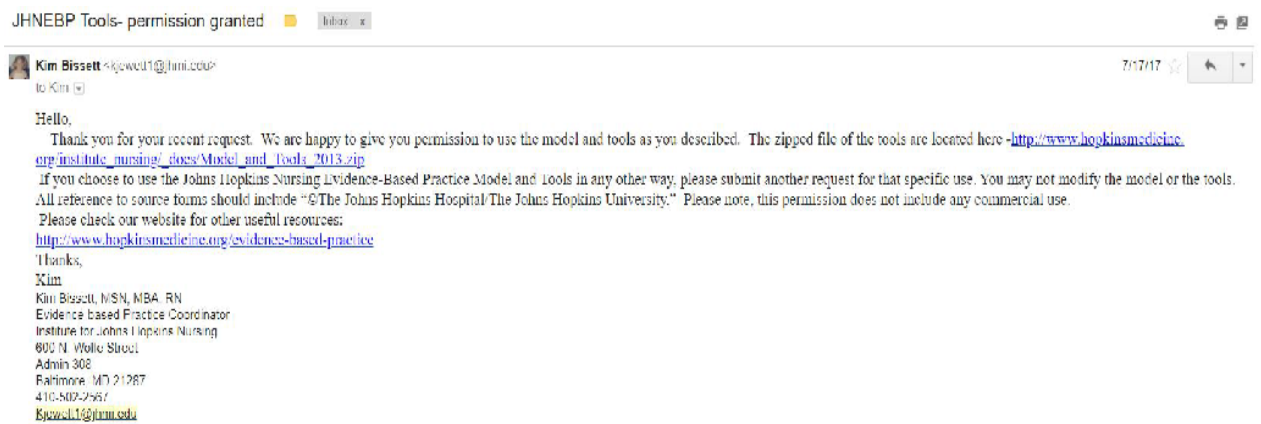 JHNEBP Tools- permission granted
Inbox x
Kim Bissett <kjewett1@jhmi.edu>
7/17/17
to Kim
Hello,
Thank you for your recent request. We are happy to give you permission to use the model and tools as you described. The zipped file of the tools are located here -http://www.hopkinsmedicine.
org/institute_nursing/_docs/Model_and_Tools_2013.zip
If you choose to use the Johns Hopkins Nursing Evidence-Based Practice Model and Tools in any other way, please submit another request for that specific use. You may not modify the model or the tools.
All reference to source forms should include “©The Johns Hopkins Hospital/The Johns Hopkins University.” Please note, this permission does not include any commercial use.
Please check our website for other useful resources:
http://www.hopkinsmedicine.org/evidence-based-practice
Thanks,
Kim
Kim Bissett, MSN, MBA, RN
Evidence-based Practice Coordinator
Institute for Johns Hopkins Nursing
600 N. Wolfe Street
Admin 308
Baltimore, MD 21287
410-502-2567
Kjewett1@jhmi.edu